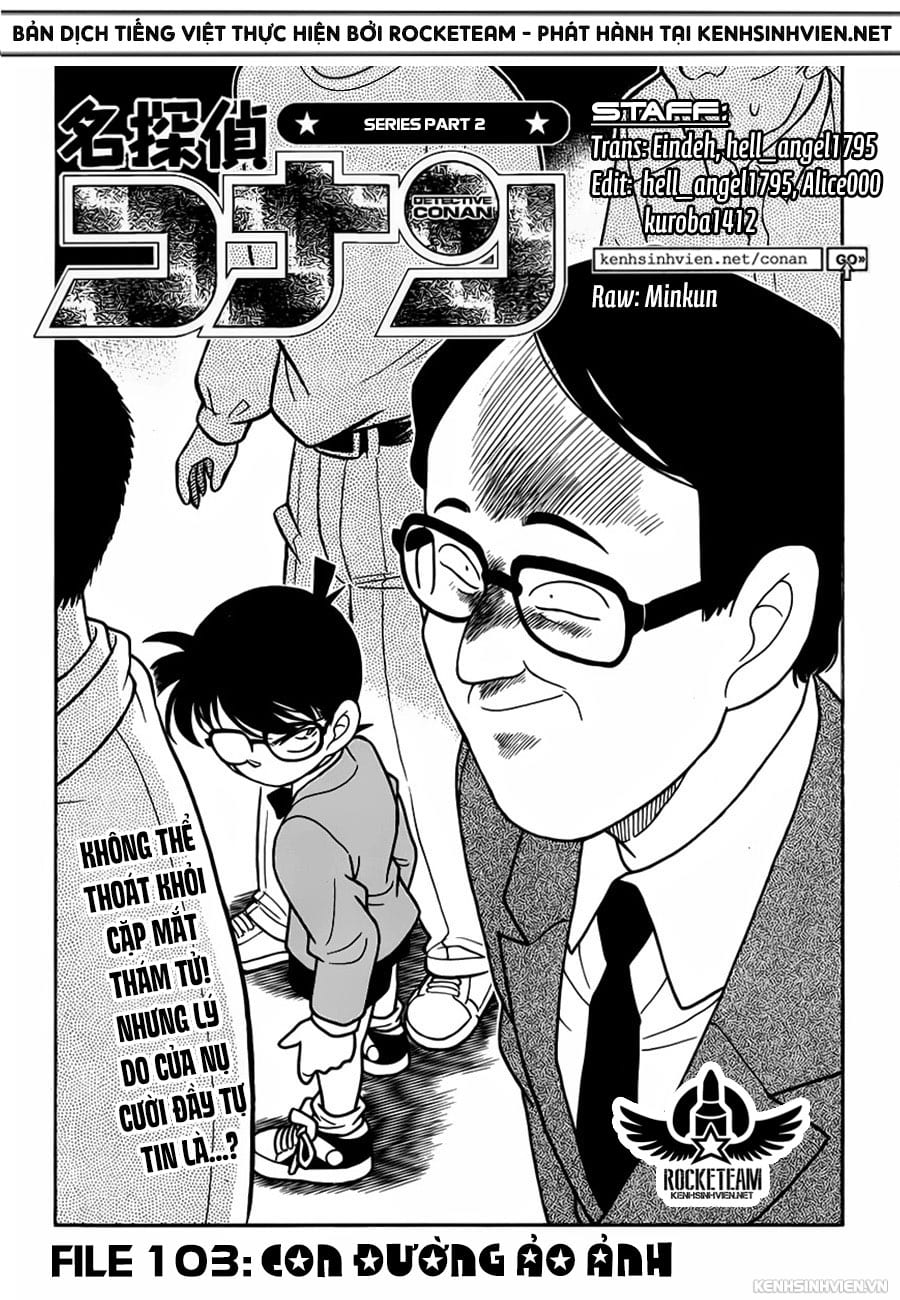 BẢN DỊCH TIẾNG VIỆT THỰC HIỆN BỞI ROCKETEAM - PHÁT HÀNH TẠI KENHSINHVIEN.NET
名探偵
コナン
SERIES PART 2
DETECTIVE
CONAN
STAFF:
Trans: Eindeh, hell_angel1795
Edit: hell_angel1795, Alice000
kuroba1412
kenhsinhvien.net/conan GO»
Raw: Minkun
KHÔNG THỂ
THOÁT KHỎI
CẶP MẮT
THÁM TỬ!
NHƯNG LÝ
DO CỦA NỤ
CƯỜI ĐẦY TỰ
TIN LÀ...?
ROCKETEAM
KENHSINHVIEN.NET
FILE 103: CON ĐƯỜNG ẢO ẢNH
KENHSINHVIEN.VN